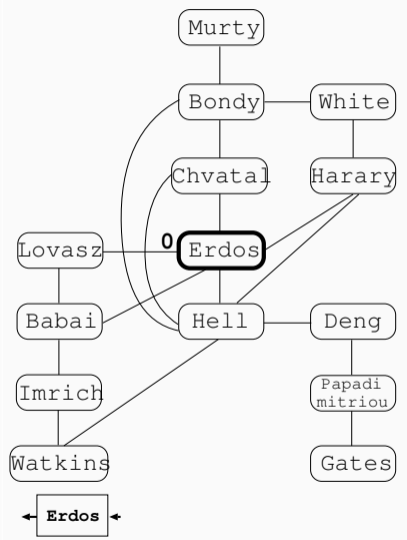 Murty
Bondy
White
Chvatal
Harary
Lovasz
0
Erdos
Babai
Hell
Deng
Imrich
Papadi
mitriou
Watkins
Gates
Erdos